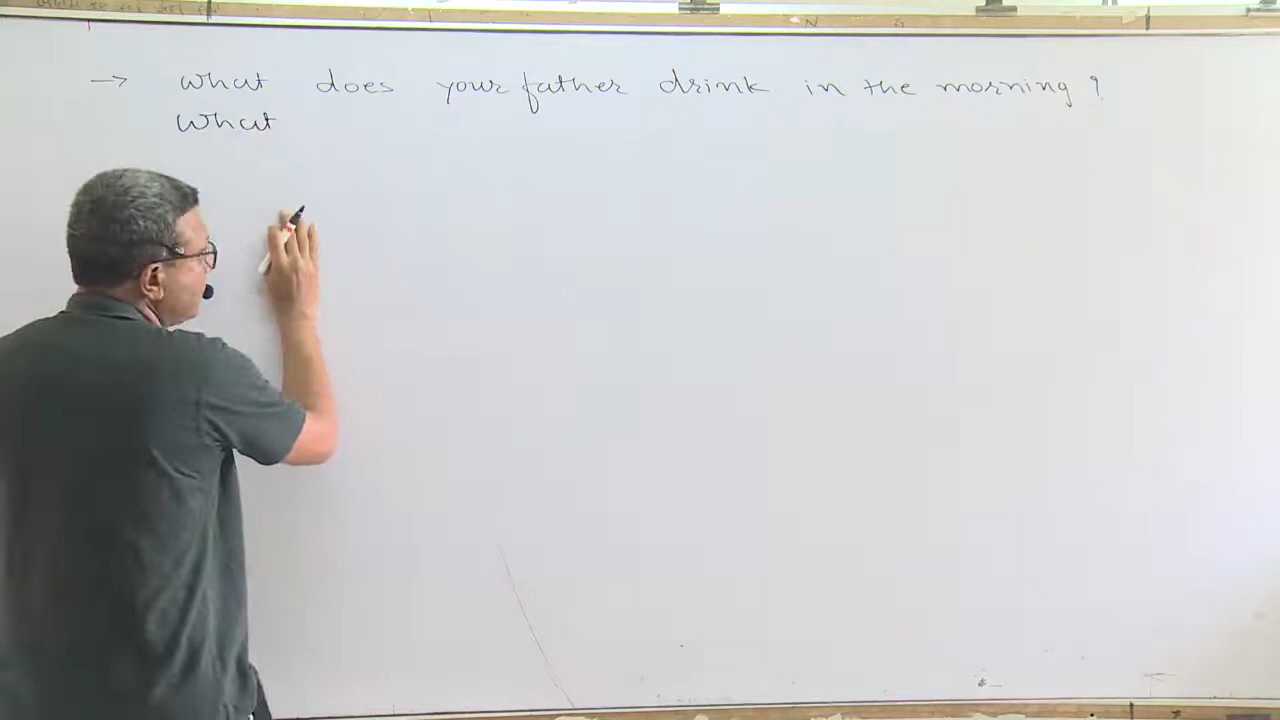 → what does your father drink in the morning ?
What